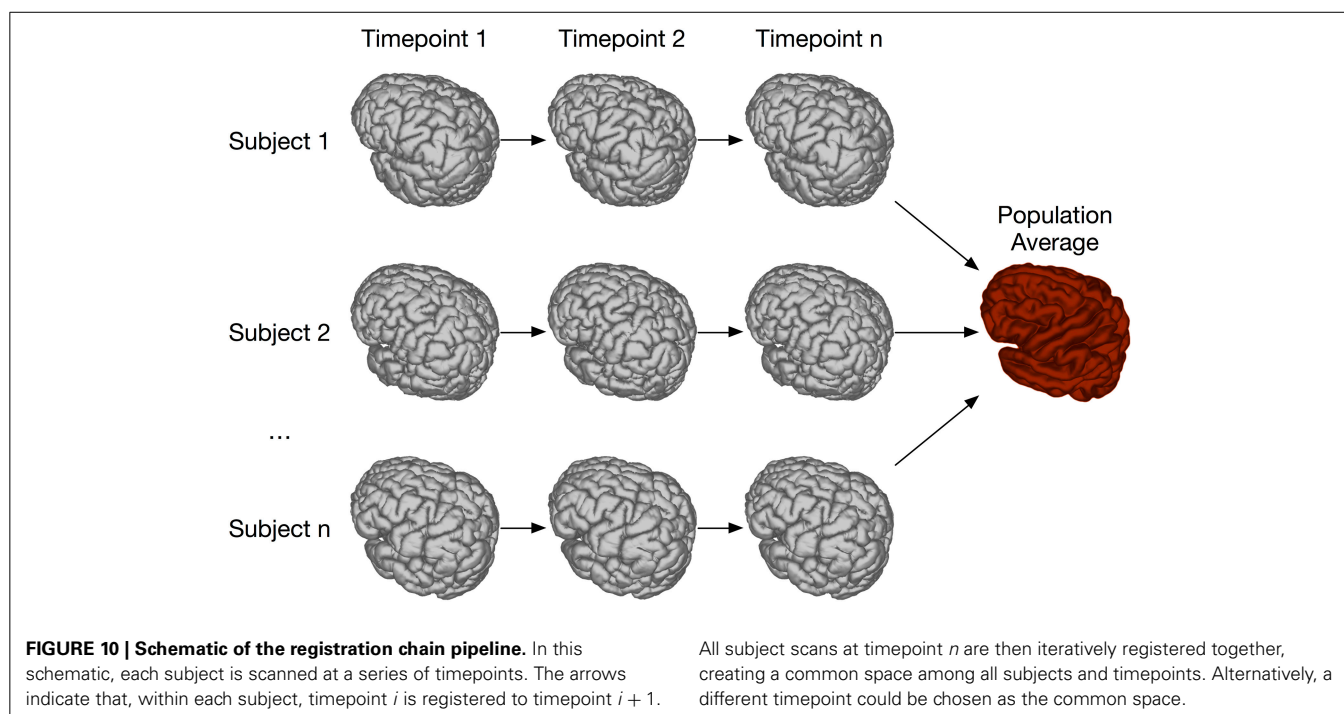 Timepoint 1 Timepoint 2 Timepoint n
Subject 1
Population
Average
Subject 2
...
Subject n
FIGURE 10 | Schematic of the registration chain pipeline. In this
schematic, each subject is scanned at a series of timepoints. The arrows
indicate that, within each subject, timepoint i is registered to timepoint i + 1.
All subject scans at timepoint n are then iteratively registered together,
creating a common space among all subjects and timepoints. Alternatively, a
different timepoint could be chosen as the common space.